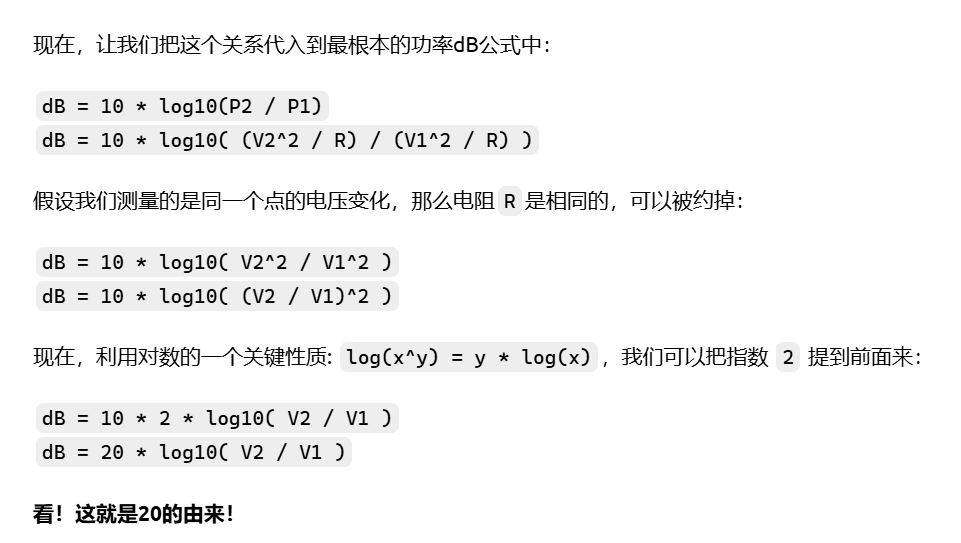 现在，让我们把这个关系代入到最根本的功率dB公式中：
dB = 10 * log10(P2 / P1)
dB = 10 * log10( (V2^2 / R) / (V1^2 / R) )
假设我们测量的是同一个点的电压变化，那么电阻 R 是相同的，可以被约掉：
dB = 10 * log10( V2^2 / V1^2 )
dB = 10 * log10( (V2 / V1)^2 )
现在，利用对数的一个关键性质: log(x^y) = y * log(x) ，我们可以把指数 2 提到前面来：
dB = 10 * 2 * log10( V2 / V1 )
dB = 20 * log10( V2 / V1 )
看！这就是20的由来！